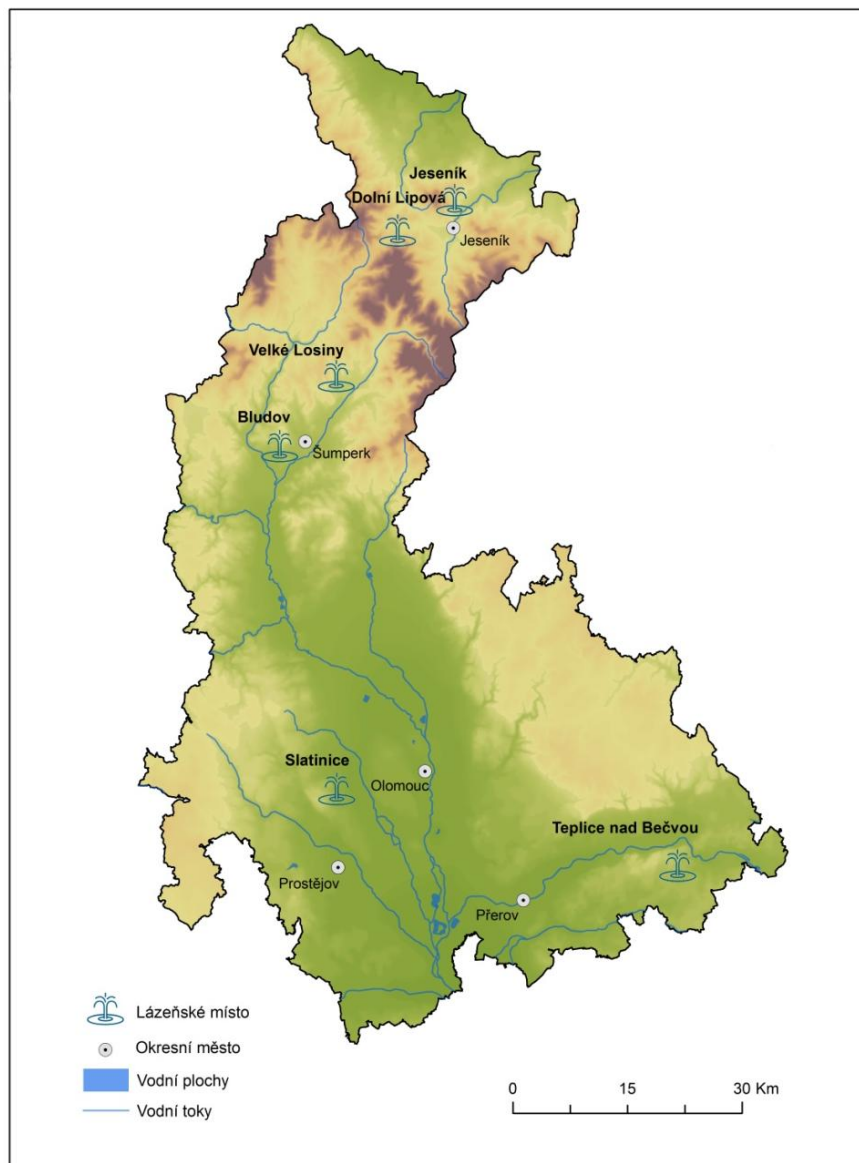 Jeseník
Dolní Lipová
Jeseník
Velké Losiny
Bludov
Šumperk
Slatinice
Olomouc
Teplice nad Bečvou
Prostějov
Přerov
Lázeňské místo
Okresní město
Vodní plochy
Vodní toky
0 15 30 Km